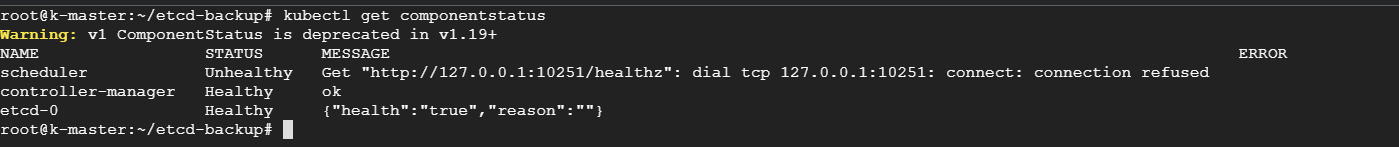 root@k-master:~/etcd-backup# kubectl get componentstatus
Warning: v1 ComponentStatus is deprecated in v1.19+
NAME                 STATUS      MESSAGE                                                                                       ERROR
scheduler            Unhealthy   Get "http://127.0.0.1:10251/healthz": dial tcp 127.0.0.1:10251: connect: connection refused
controller-manager   Healthy     ok
etcd-0               Healthy     {"health":"true","reason":""}
root@k-master:~/etcd-backup#